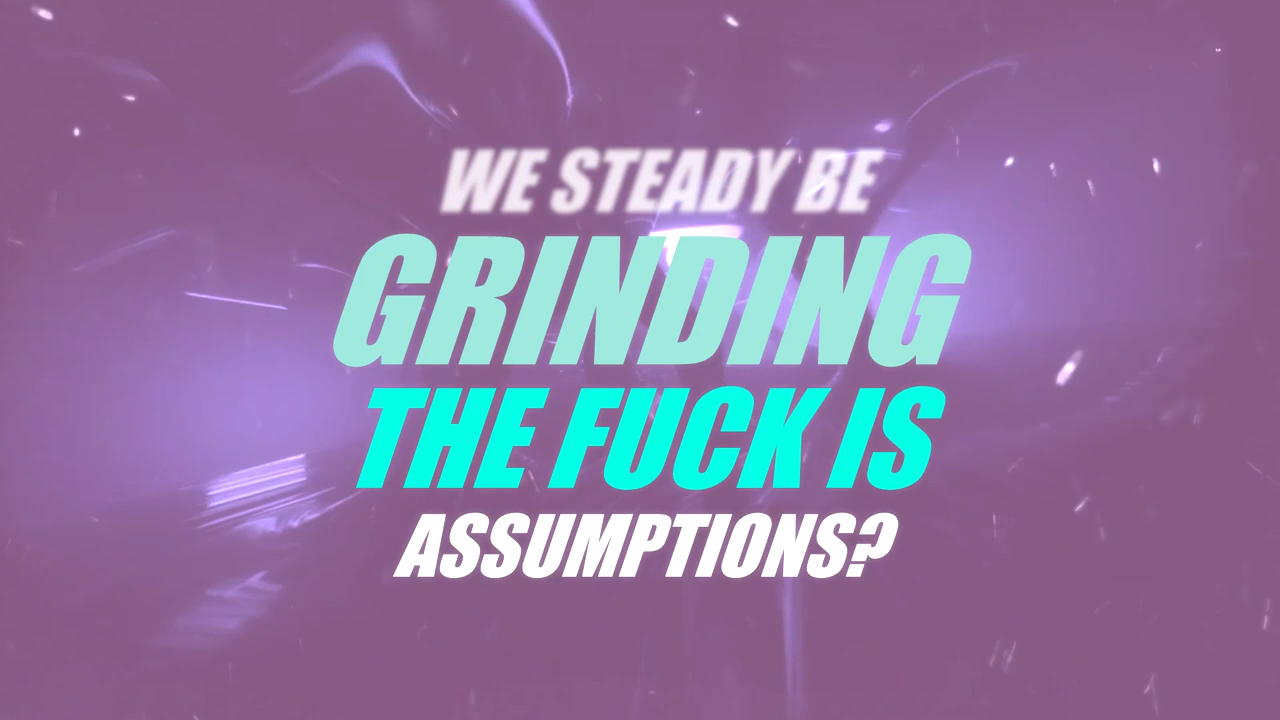 WE STEADY BE
GRINDING
THE FUCK IS
ASSUMPTIONS?